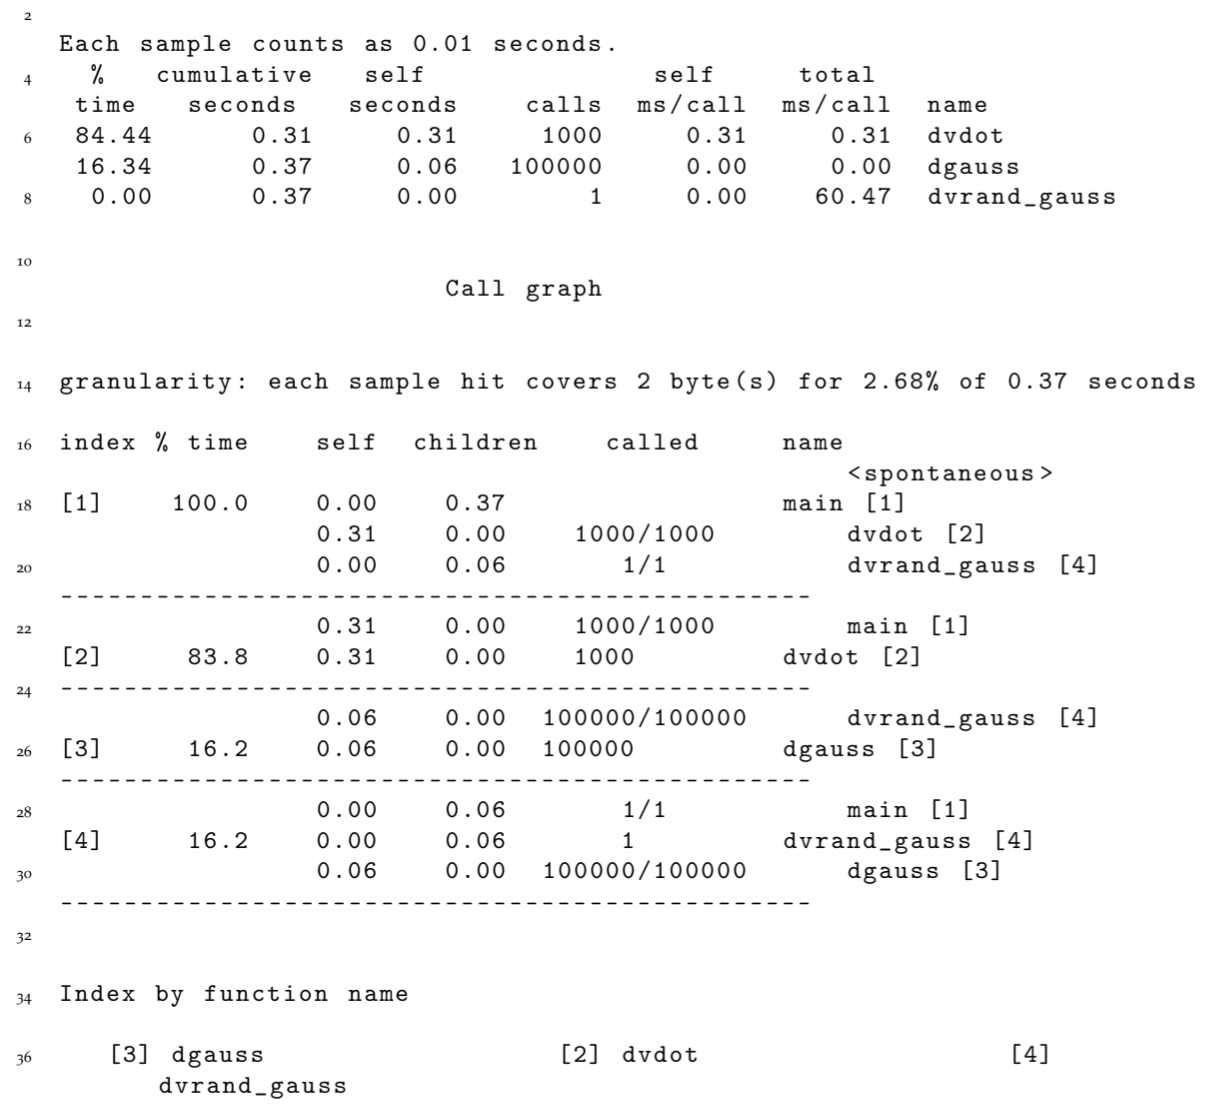 2
Each sample counts as 0.01 seconds.
4 % cumulative self self total
time seconds seconds calls ms/call ms/call name
6 84.44 0.31 0.31 1000 0.31 0.31 dvdot
16.34 0.37 0.06 100000 0.00 0.00 dgauss
8 0.00 0.37 0.00 1 0.00 60.47 dvrand_gauss
10
Call graph
12
14 granularity: each sample hit covers 2 byte(s) for 2.68% of 0.37 seconds
16 index % time self children called name
<spontaneous>
18 [1] 100.0 0.00 0.37 main [1]
0.31 0.00 1000/1000 dvdot [2]
20 0.00 0.06 1/1 dvrand_gauss [4]
-----------------------------------------------
22 0.31 0.00 1000/1000 main [1]
[2] 83.8 0.31 0.00 1000 dvdot [2]
24 -----------------------------------------------
0.06 0.00 100000/100000 dvrand_gauss [4]
26 [3] 16.2 0.06 0.00 100000 dgauss [3]
-----------------------------------------------
28 0.00 0.06 1/1 main [1]
[4] 16.2 0.00 0.06 1 dvrand_gauss [4]
30 0.06 0.00 100000/100000 dgauss [3]
-----------------------------------------------
32
34 Index by function name
36 [3] dgauss [2] dvdot [4]
dvrand_gauss